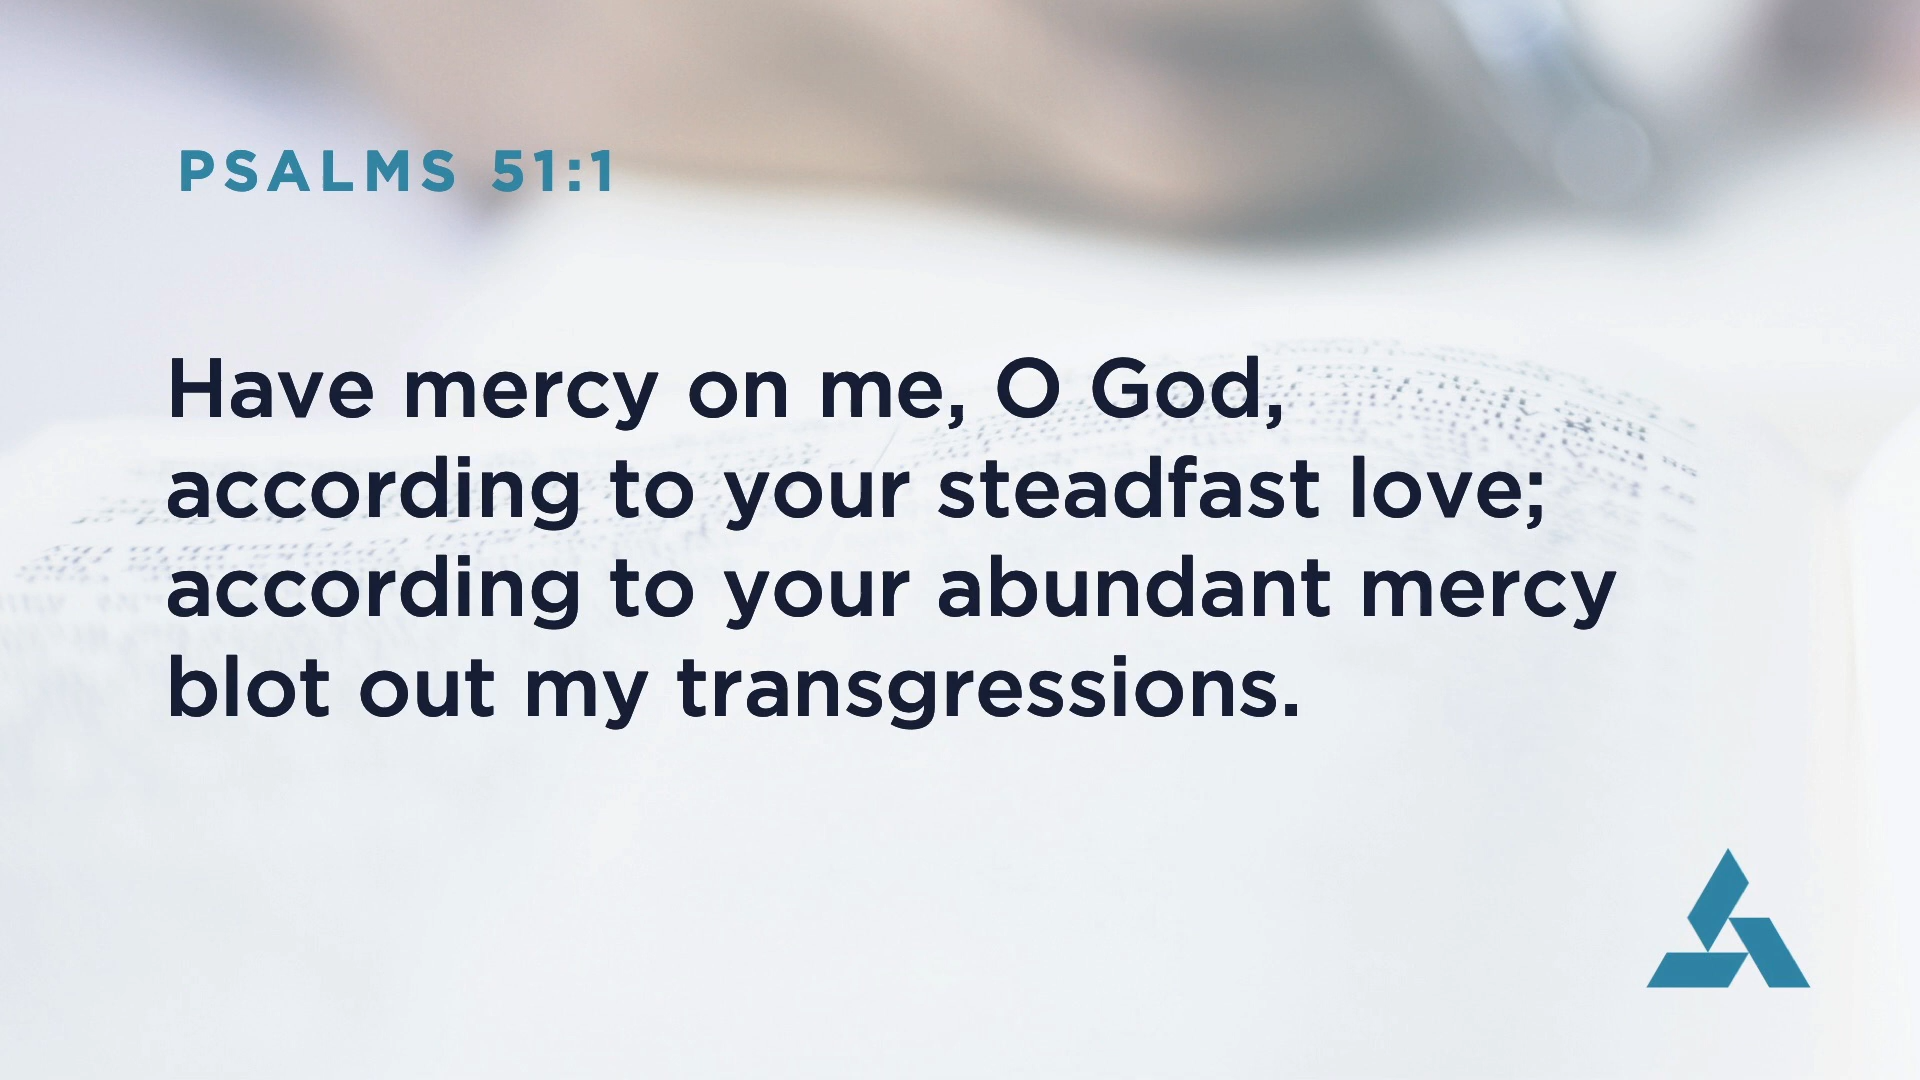 PSALMS 51:1
Have mercy on me, O God,
according to your steadfast love;
according to your abundant mercy
blot out my transgressions.